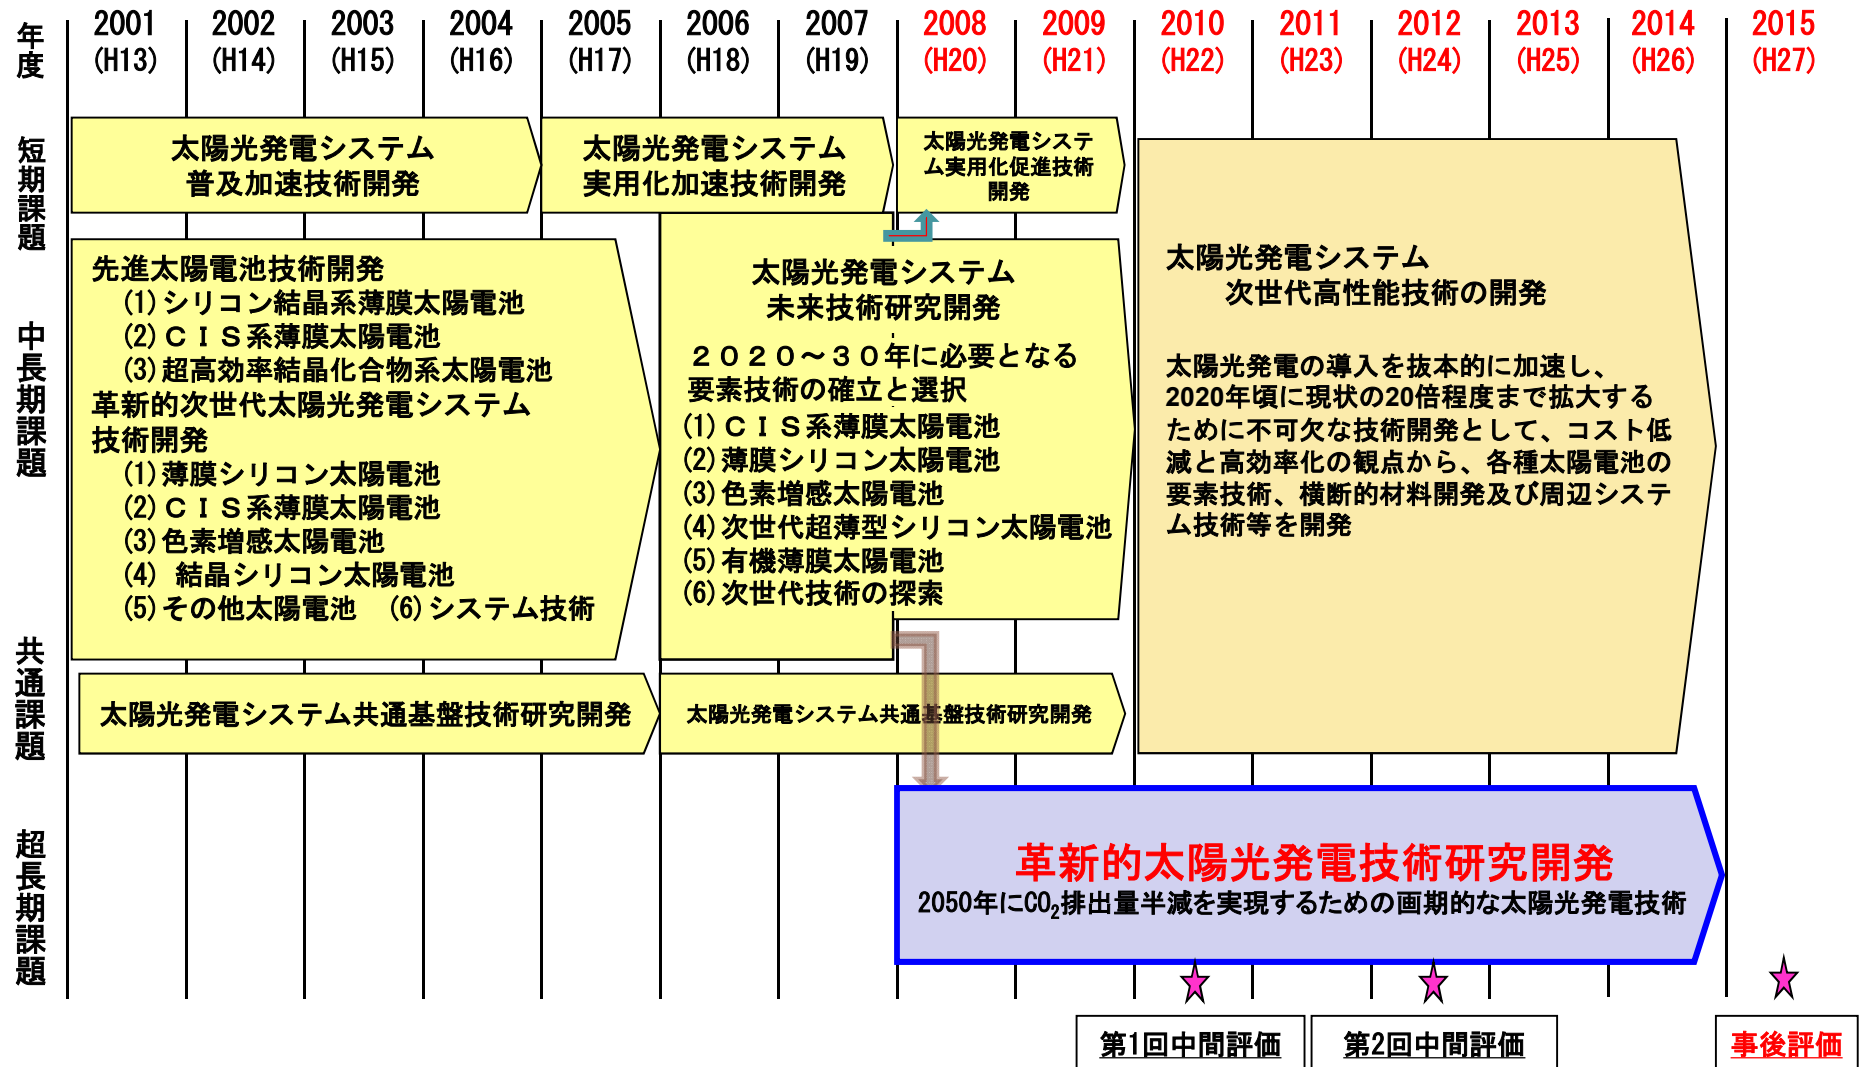 年度
2001 2002 2003 2004 2005 2006 2007 2008 2009 2010 2011 2012 2013 2014 2015
(H13) (H14) (H15) (H16) (H17) (H18) (H19) (H20) (H21) (H22) (H23) (H24) (H25) (H26) (H27)
短期課題
太陽光発電システム
普及加速技術開発
太陽光発電システム
実用化加速技術開発
太陽光発電システ
ム実用化促進技術
開発
中長期課題
先進太陽電池技術開発
(1)シリコン結晶系薄膜太陽電池
(2)ＣＩＳ系薄膜太陽電池
(3)超高効率結晶化合物系太陽電池
革新的次世代太陽光発電システム
技術開発
(1)薄膜シリコン太陽電池
(2)ＣＩＳ系薄膜太陽電池
(3)色素増感太陽電池
(4) 結晶シリコン太陽電池
(5)その他太陽電池 (6)システム技術
太陽光発電システム
未来技術研究開発
２０２０～３０年に必要となる
要素技術の確立と選択
(1)ＣＩＳ系薄膜太陽電池
(2)薄膜シリコン太陽電池
(3)色素増感太陽電池
(4)次世代超薄型シリコン太陽電池
(5)有機薄膜太陽電池
(6)次世代技術の探索
太陽光発電システム
次世代高性能技術の開発
太陽光発電の導入を抜本的に加速し、
2020年頃に現状の20倍程度まで拡大する
ために不可欠な技術開発として、コスト低
減と高効率化の観点から、各種太陽電池の
要素技術、横断的材料開発及び周辺システ
ム技術等を開発
共通課題
太陽光発電システム共通基盤技術研究開発
太陽光発電システム共通基盤技術研究開発
超長期課題
革新的太陽光発電技術研究開発
2050年にCO₂排出量半減を実現するための画期的な太陽光発電技術
第1回中間評価
第2回中間評価
事後評価